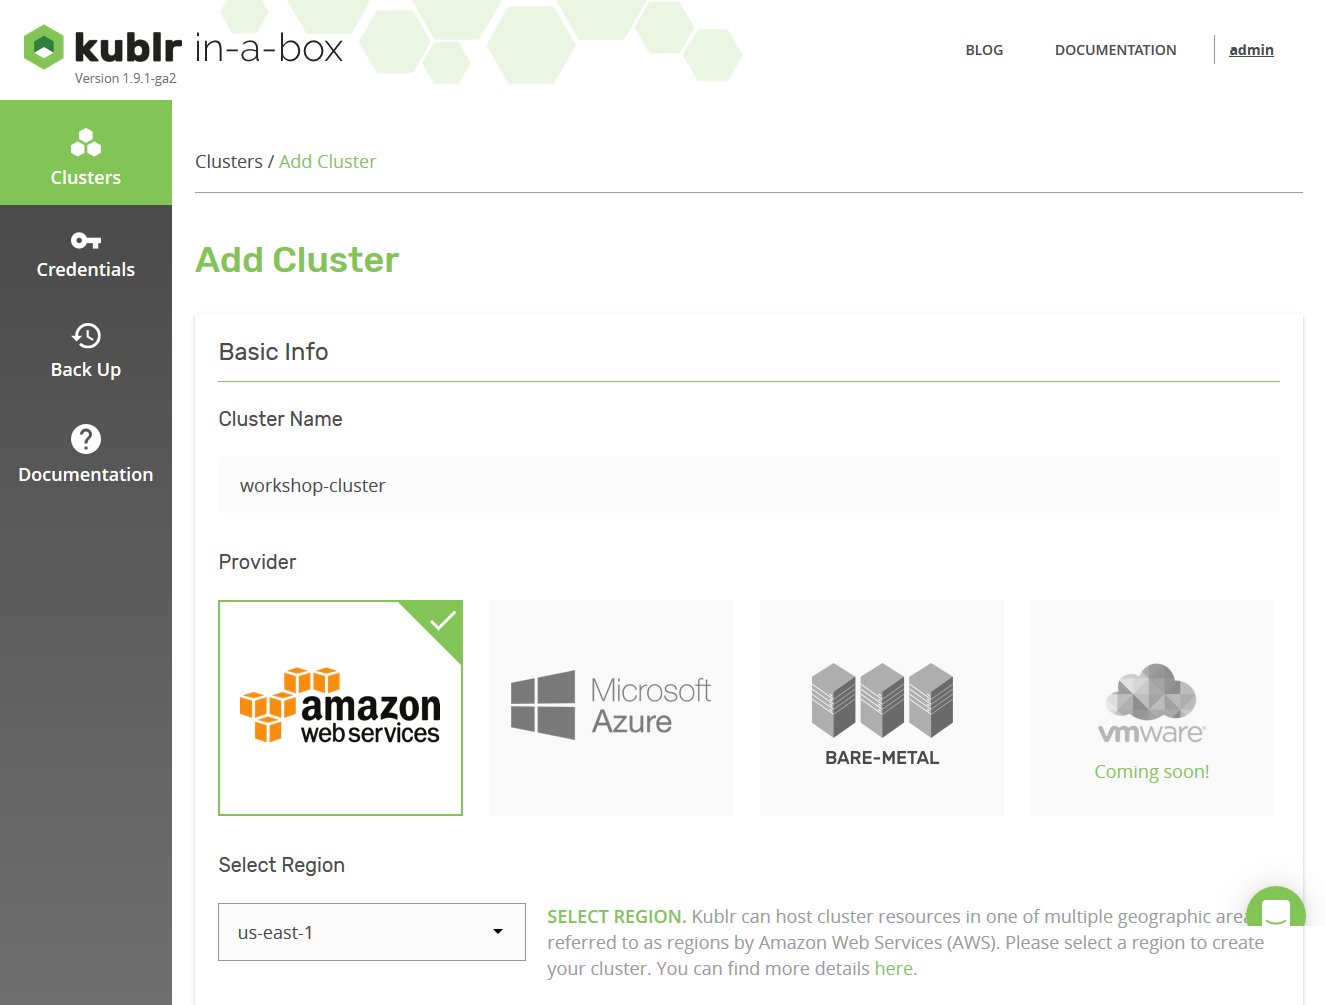 kublr in-a-box
Version 1.9.1-ga2
BLOG
DOCUMENTATION
admin
Clusters
Credentials
Back Up
Documentation
Clusters / Add Cluster
Add Cluster
Basic Info
Cluster Name
workshop-cluster
Provider
amazon
web services
Microsoft
Azure
BARE-METAL
vmware®
Coming soon!
Select Region
us-east-1
SELECT REGION. Kublr can host cluster resources in one of multiple geographic
referred to as regions by Amazon Web Services (AWS). Please select a region to create
your cluster. You can find more details here.